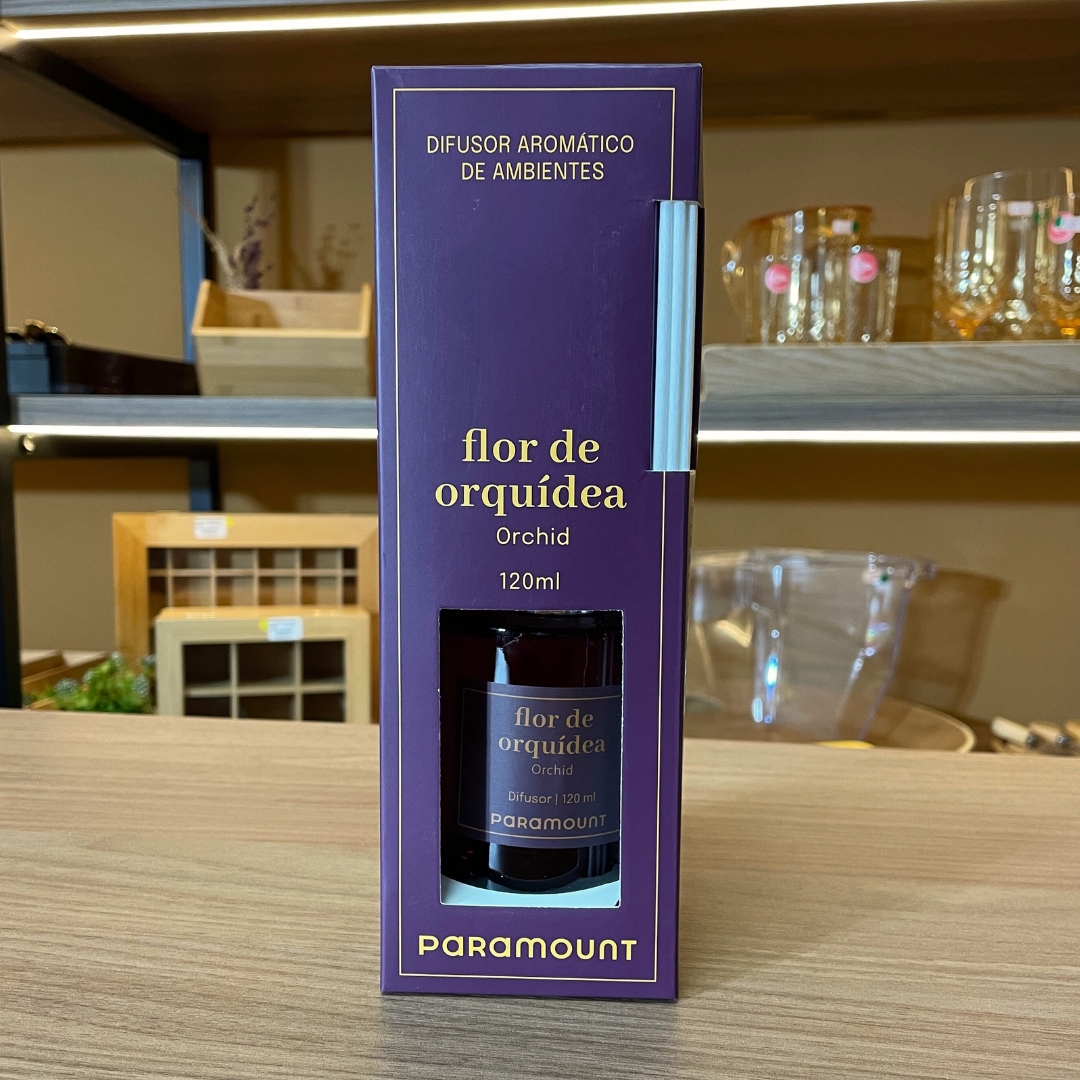 DIFUSOR AROMÁTICO
DE AMBIENTES
flor de
orquídea
Orchid
120ml
flor de
orquídea
Orchid
Difusor | 120 ml
PARAMOUNT
PARAMOUNT